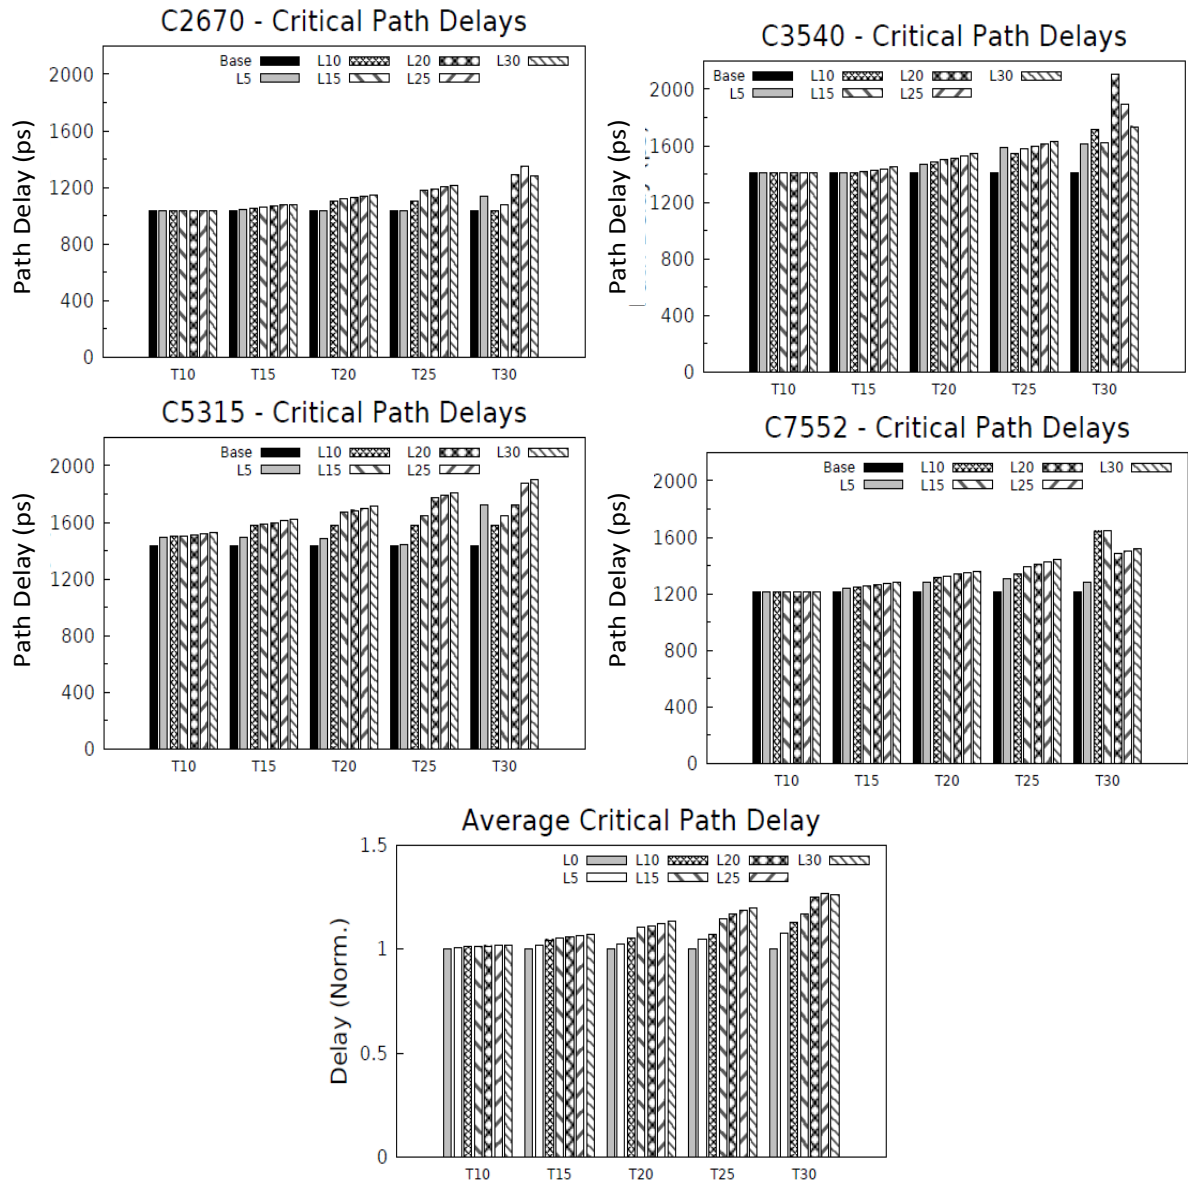 C2670 - Critical Path Delays
Base L10 L20 L30
L5 L15 L25
Path Delay (ps)
2000
1600
1200
800
400
0
T10 T15 T20 T25 T30
C3540 - Critical Path Delays
Base L10 L20 L30
L5 L15 L25
Path Delay (ps)
2000
1600
1200
800
400
0
T10 T15 T20 T25 T30
C5315 - Critical Path Delays
Base L10 L20 L30
L5 L15 L25
Path Delay (ps)
2000
1600
1200
800
400
0
T10 T15 T20 T25 T30
C7552 - Critical Path Delays
Base L10 L20 L30
L5 L15 L25
Path Delay (ps)
2000
1600
1200
800
400
0
T10 T15 T20 T25 T30
Average Critical Path Delay
L0 L10 L20 L30
L5 L15 L25
Delay (Norm.)
1.5
1
0.5
0
T10 T15 T20 T25 T30